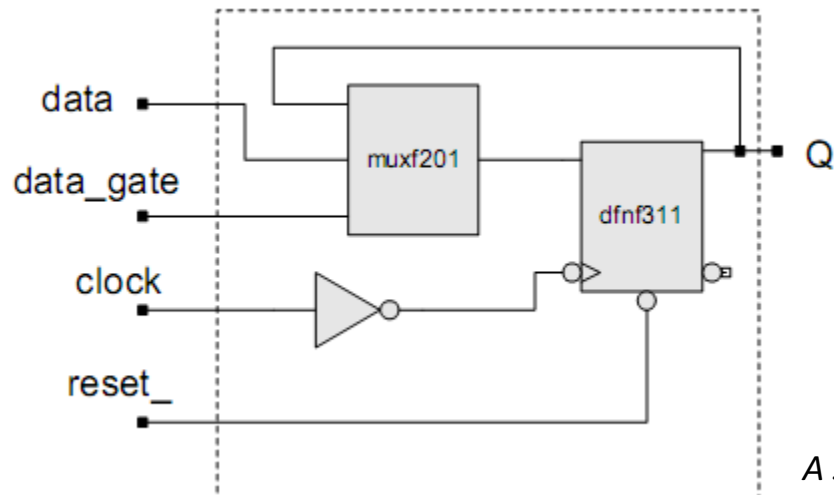 data
muxf201
Q
data_gate
dfnf311
clock
reset_
A